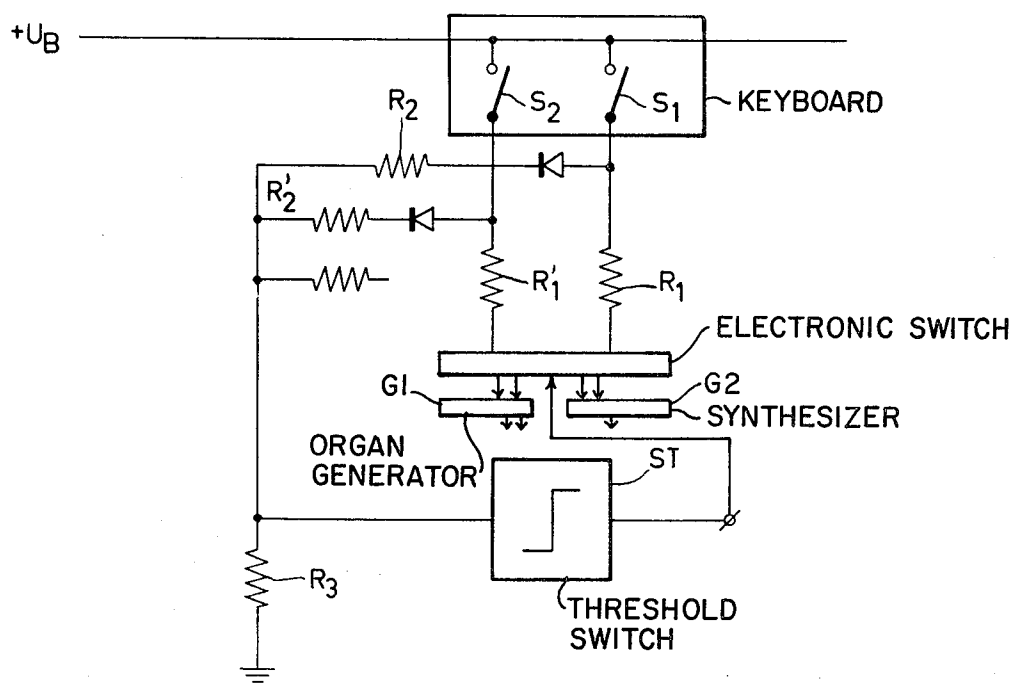 +UB
S2
S1
KEYBOARD
R2
R'2
R'1
R1
ELECTRONIC SWITCH
G1
G2
SYNTHESIZER
ORGAN
GENERATOR
ST
R3
THRESHOLD
SWITCH